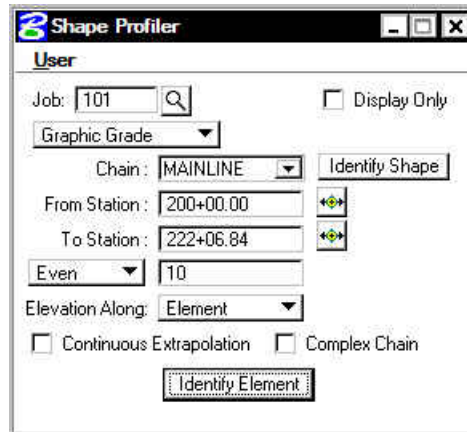 Shape Profiler
User
Job: 101 Display Only
Graphic Grade
Chain : MAINLINE Identify Shape
From Station : 200+00.00
To Station : 222+06.84
Even 10
Elevation Along: Element
Continuous Extrapolation Complex Chain
Identify Element